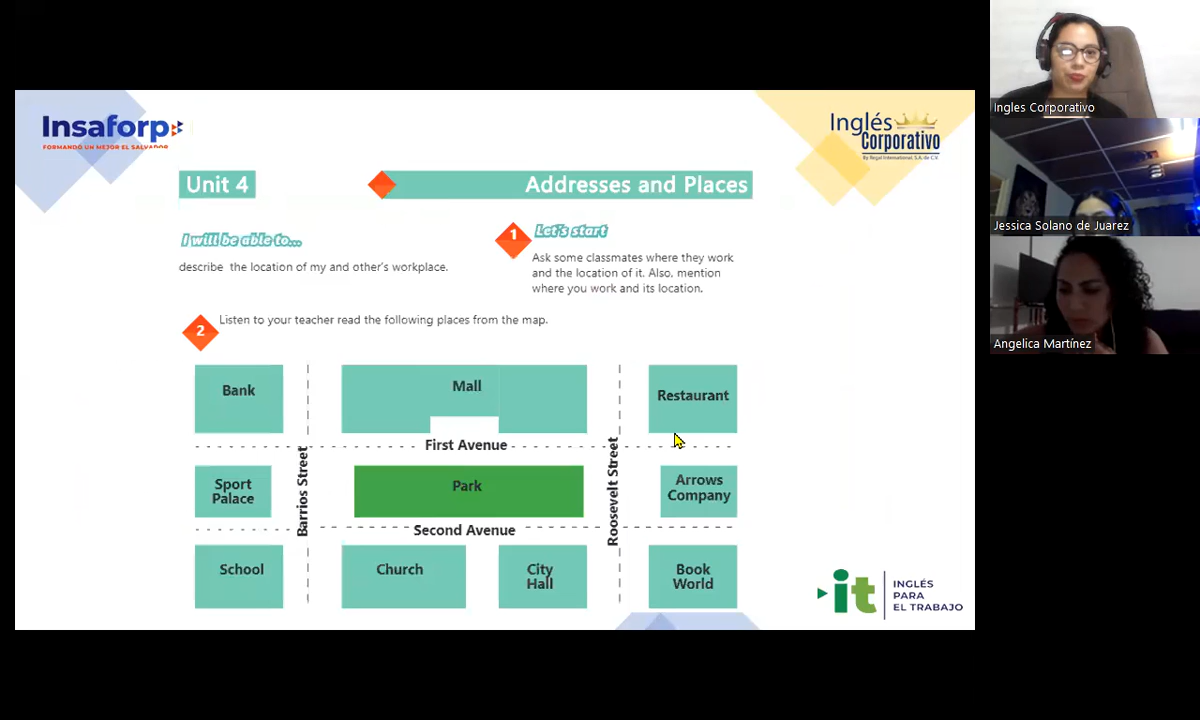 Insaforp
FORMANDO UN MEJOR EL SALVADOR
Inglés
Corporativo
By Regal International, S.A. de C.V.
Unit 4
Addresses and Places
I will be able to...
describe the location of my and other's workplace.
1
Let's start
Ask some classmates where they work
and the location of it. Also, mention
where you work and its location.
2
Listen to your teacher read the following places from the map.
Bank
Mall
Restaurant
First Avenue
Barrios Street
Roosevelt Street
Sport
Palace
Park
Arrows
Company
Second Avenue
School
Church
City
Hall
Book
World
it
INGLÉS
PARA
EL TRABAJO
Ingles Corporativo
Jessica Solano de Juarez
Angelica Martínez